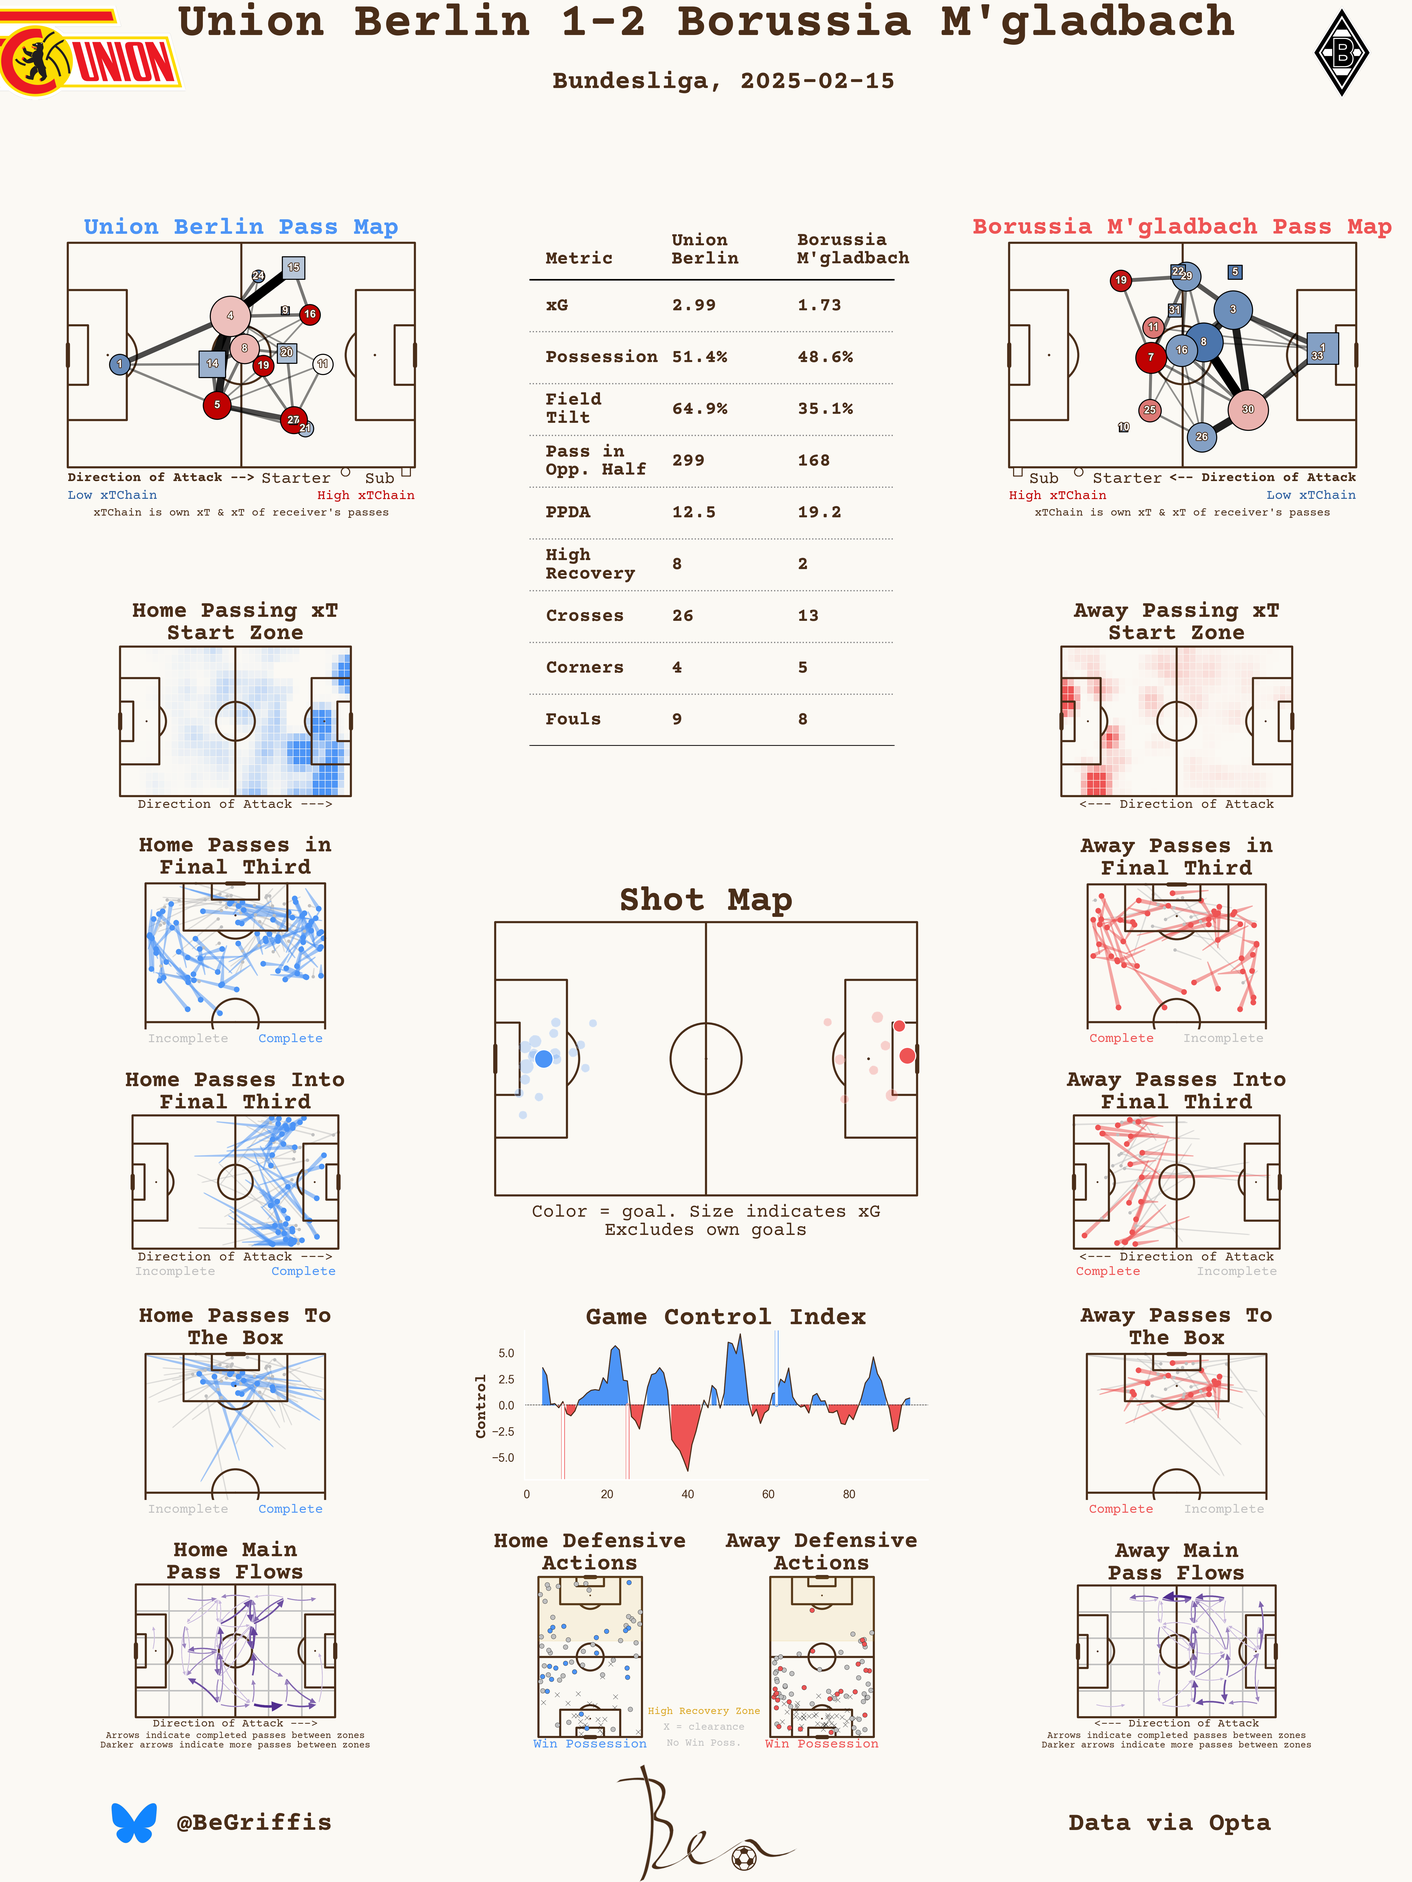 Union Berlin 1-2 Borussia M'gladbach
Bundesliga, 2025-02-15
UNION
B
Union Berlin Pass Map
24
15
9
16
4
8
20
1
14
19
11
5
27
21
Direction of Attack --> Starter Sub
Low xTChain High xTChain
xTChain is own xT & xT of receiver's passes
Metric Union Berlin Borussia M'gladbach
xG 2.99 1.73
Possession 51.4% 48.6%
Field Tilt 64.9% 35.1%
Pass in Opp. Half 299 168
PPDA 12.5 19.2
High Recovery 8 2
Crosses 26 13
Corners 4 5
Fouls 9 8
Borussia M'gladbach Pass Map
19
22
29
5
31
3
11
8
1
7
16
33
25
30
10
26
Sub Starter <-- Direction of Attack
High xTChain Low xTChain
xTChain is own xT & xT of receiver's passes
Home Passing xT
Start Zone
Direction of Attack --->
Away Passing xT
Start Zone
<--- Direction of Attack
Home Passes in
Final Third
Incomplete Complete
Away Passes in
Final Third
Complete Incomplete
Shot Map
Color = goal. Size indicates xG
Excludes own goals
Home Passes Into
Final Third
Direction of Attack --->
Incomplete Complete
Away Passes Into
Final Third
<--- Direction of Attack
Complete Incomplete
Home Passes To
The Box
Incomplete Complete
Game Control Index
Control
5.0
2.5
0.0
−2.5
−5.0
0 20 40 60 80
Away Passes To
The Box
Complete Incomplete
Home Main
Pass Flows
Direction of Attack --->
Arrows indicate completed passes between zones
Darker arrows indicate more passes between zones
Home Defensive
Actions
Win Possession
High Recovery Zone
X = clearance
No Win Poss.
Away Defensive
Actions
Win Possession
Away Main
Pass Flows
<--- Direction of Attack
Arrows indicate completed passes between zones
Darker arrows indicate more passes between zones
@BeGriffis
Ben
Data via Opta